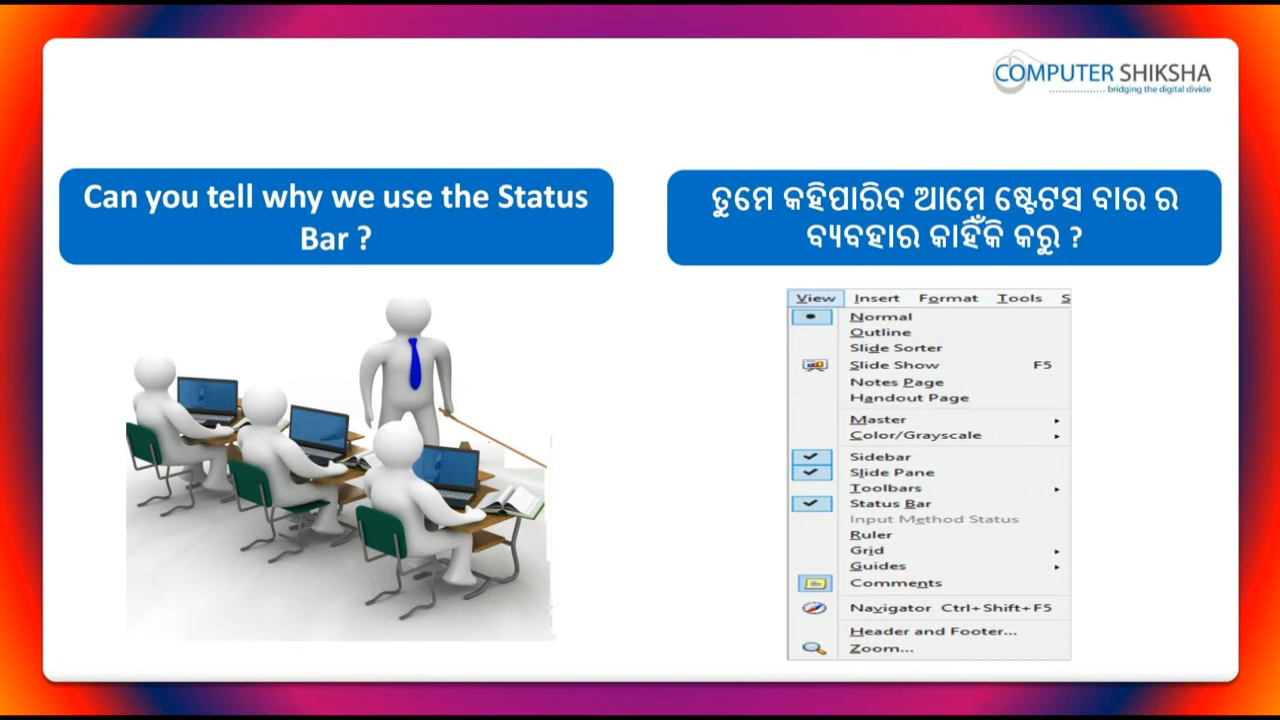 COMPUTER SHIKSHA
bridging the digital divide
Can you tell why we use the Status
Bar ?
ତୁମେ କହିପାରିବ ଆମେ ଷ୍ଟେଟସ ବାର ର
ବ୍ୟବହାର କାହିଁକି କରୁ ?
View Insert Format Tools S
Normal
Outline
Slide Sorter
Slide Show F5
Notes Page
Handout Page
Master
Color/Grayscale
Sidebar
Slide Pane
Toolbars
Status Bar
Input Method Status
Ruler
Grid
Guides
Comments
Navigator Ctrl+Shift+F5
Header and Footer...
Zoom...